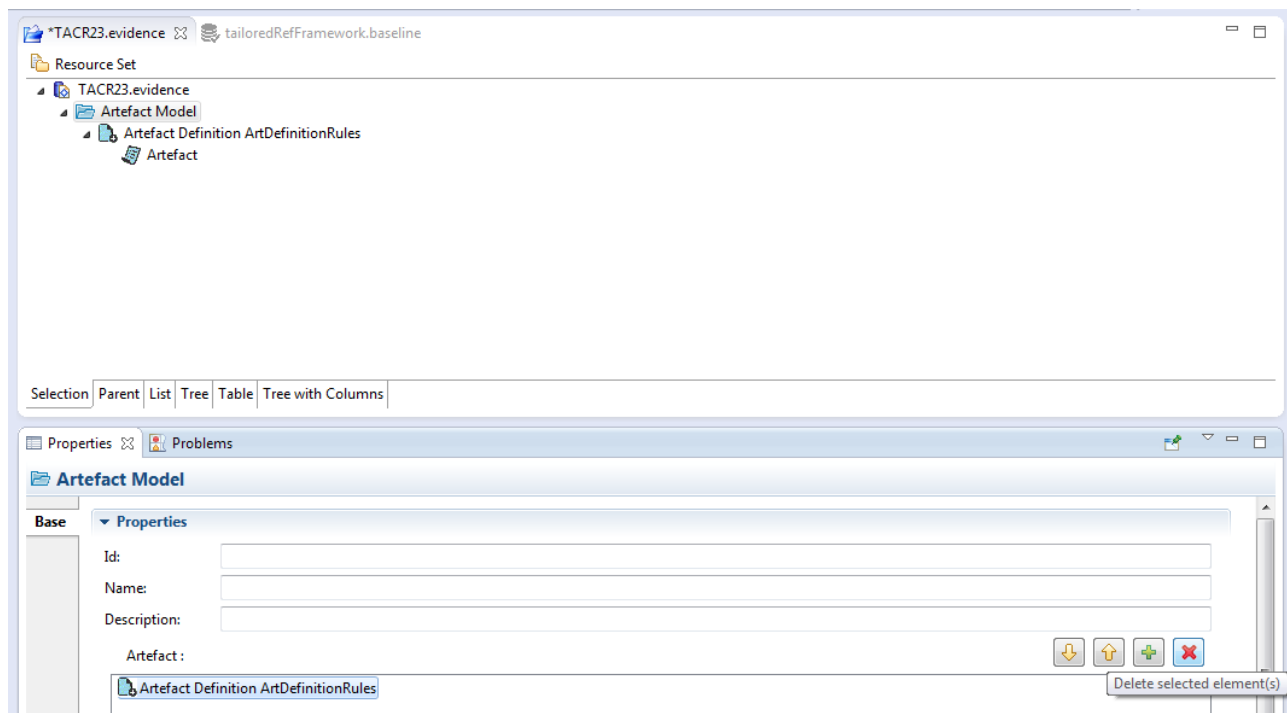 *TACR23.evidence tailoredRefFramework.baseline
Resource Set
TACR23.evidence
Artefact Model
Artefact Definition ArtDefinitionRules
Artefact
Selection Parent List Tree Table Tree with Columns
Properties Problems
Artefact Model
Base Properties
Id:
Name:
Description:
Artefact :
Artefact Definition ArtDefinitionRules
Delete selected element(s)